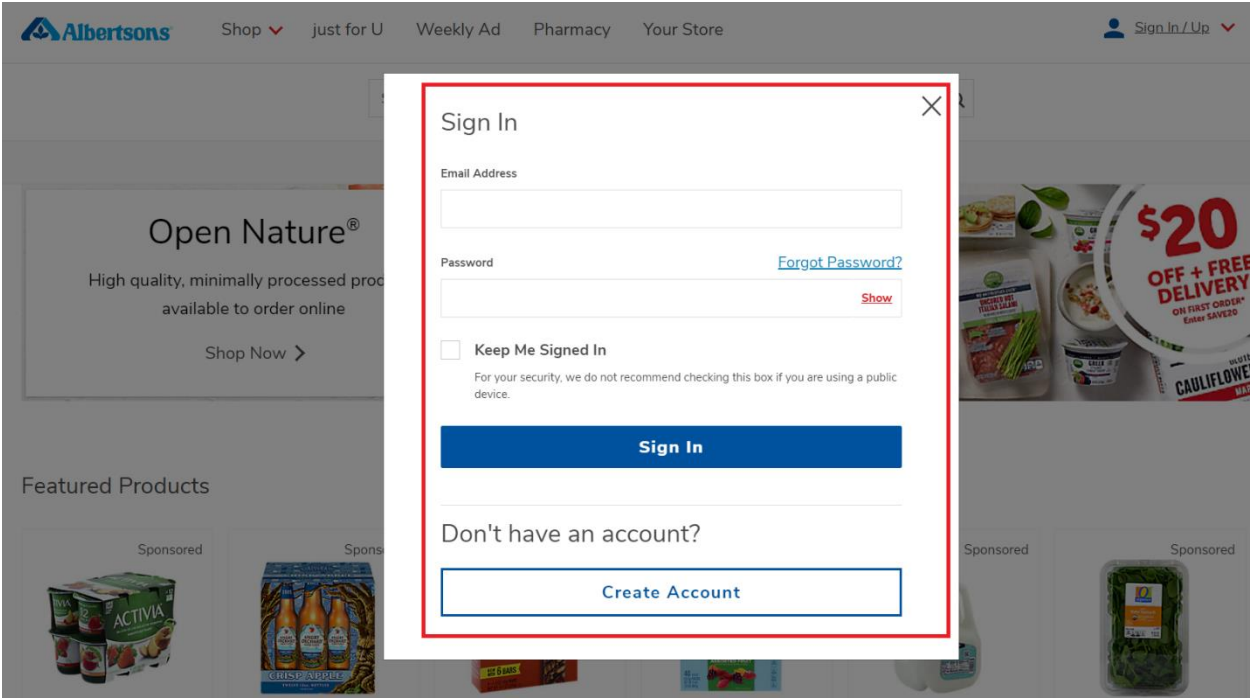 Albertsons
Shop
just for U
Weekly Ad
Pharmacy
Your Store
Sign In / Up
Sign In
Email Address
Password
Forgot Password?
Show
Keep Me Signed In
For your security, we do not recommend checking this box if you are using a public
device.
Sign In
Don't have an account?
Create Account
Open Nature®
High quality, minimally processed prod
available to order online
Shop Now
$20
OFF + FREE
DELIVERY
ON FIRST ORDER*
Enter SAVE20
CAULIFLOWE
Featured Products
Sponsored
Spons
Sponsored
Sponsored
ACTIVIA
CRISP APPLE
6 BARS